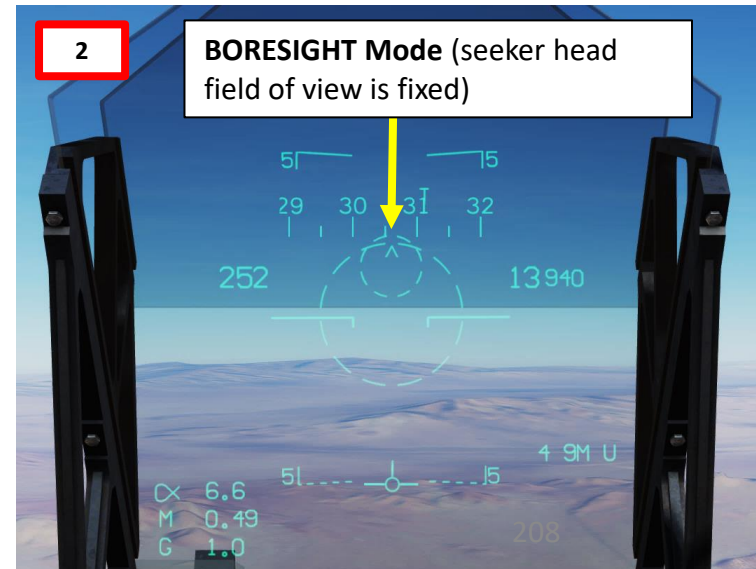 2
BORESIGHT Mode (seeker head
field of view is fixed)
5 5
29 30 31 32
252 13940
4 9M U
5 5
α 6.6
M 0.49
G 1.0
208